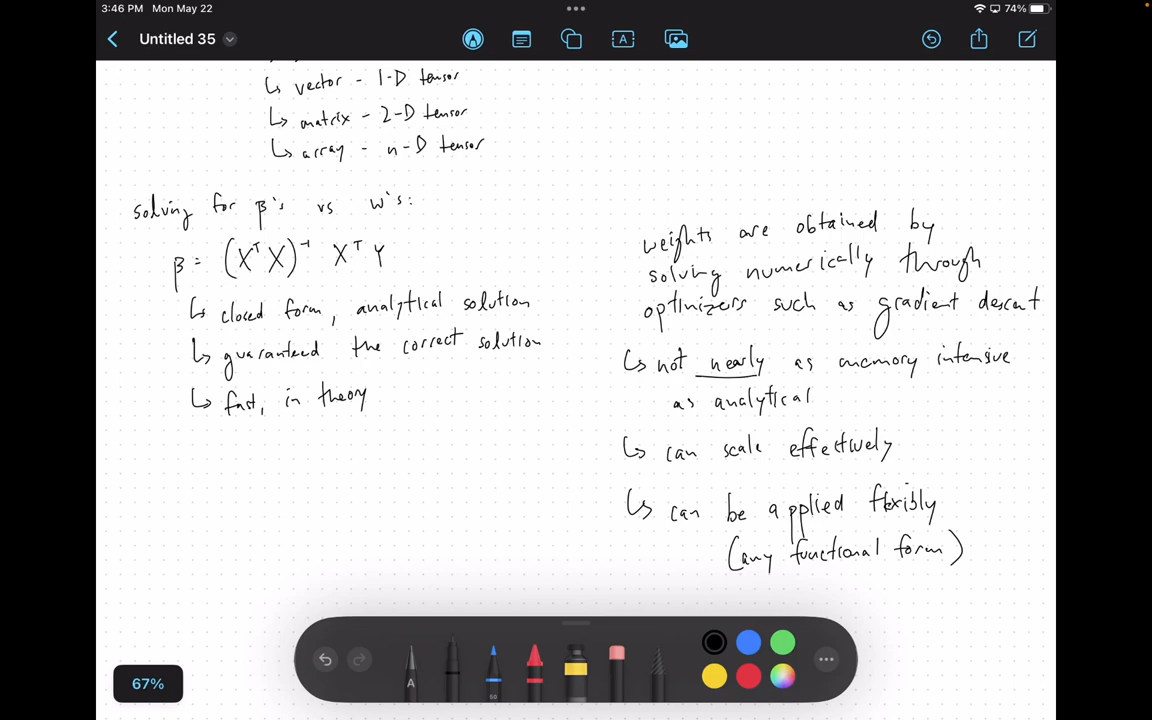 3:46 PM Mon May 22
74%
Untitled 35
↳ vector - 1-D tensor
↳ matrix - 2-D tensor
↳ array - n-D tensor
solving for β's vs w's:
β = (XᵀX)⁻¹ XᵀY
↳ closed form, analytical solution
↳ guaranteed the correct solution
↳ fast, in theory
weights are obtained by
solving numerically through
optimizers such as gradient descent
↳ not nearly as memory intensive
as analytical
↳ can scale effectively
↳ can be applied flexibly
(any functional form)
A
A
5.0
67%